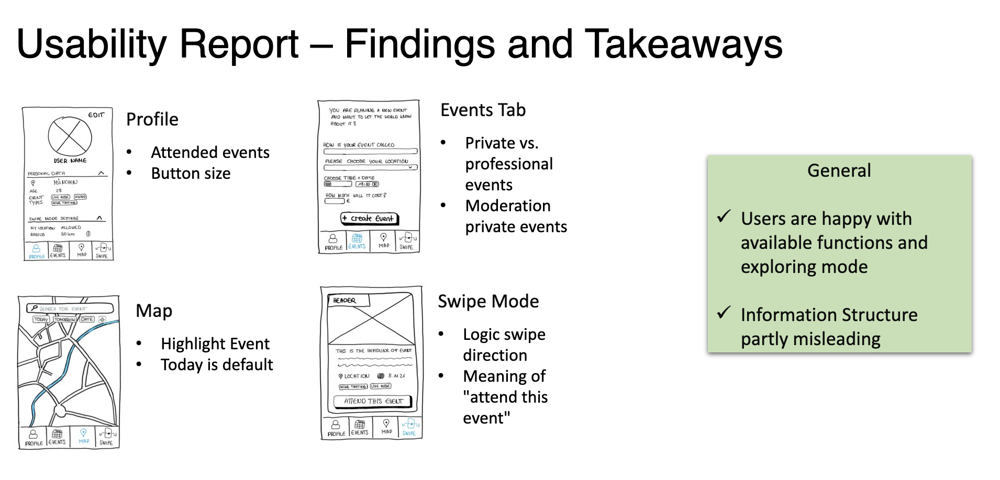 Usability Report – Findings and Takeaways
EDIT
USER NAME
PERSONAL DATA
MÜNCHEN
AGE 28
EVENT TYPES LIVE MUSIC HIKING
WINE TASTING
SWIPE MODE SETTINGS
MY LOCATION ALLOWED
RADIUS 50 km
PROFILE EVENTS MAP SWIPE
Profile
• Attended events
• Button size
YOU ARE PLANING A NEW EVENT
AND WANT TO LET THE WORLD KNOW
ABOUT IT?
HOW IS YOUR EVENT CALLED
PLEASE CHOOSE YOUR LOCATION
CHOOSE TIME + DATE
18:00
HOW MUCH WILL IT COST?
€
+ Create Event
PROFILE EVENTS MAP SWIPE
Events Tab
• Private vs.
professional
events
• Moderation
private events
SEARCH FOR EVENT
TODAY TOMORROW DATE
PROFILE EVENTS MAP SWIPE
Map
• Highlight Event
• Today is default
HEADER
THIS IS THE HEADLINE OF EVENT
LOCATION 5.11.21
WINE TASTING LIVE MUSIC
ATTEND THIS EVENT
PROFILE EVENTS MAP SWIPE
Swipe Mode
• Logic swipe
direction
• Meaning of
"attend this
event"
General
✓ Users are happy with
available functions and
exploring mode
✓ Information Structure
partly misleading